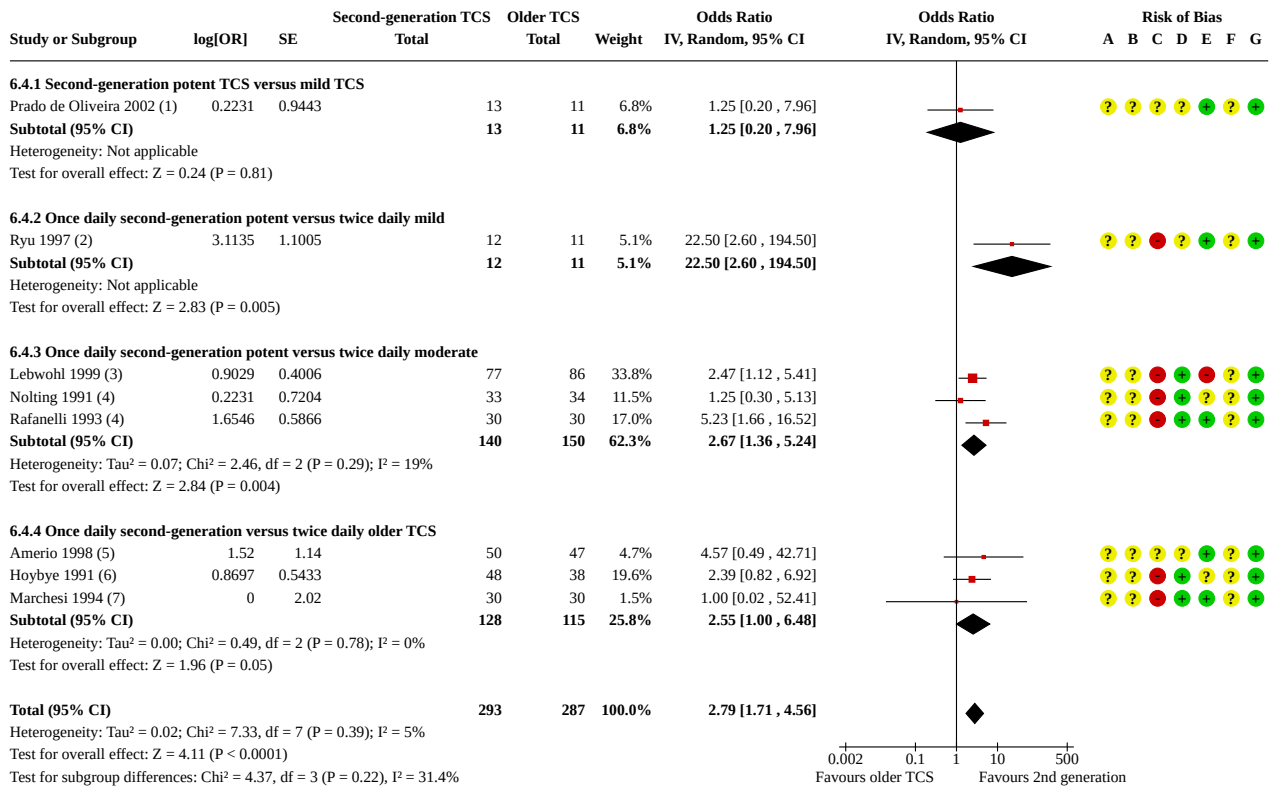 Second-generation TCS Older TCS Odds Ratio Odds Ratio Risk of Bias
Study or Subgroup log[OR] SE Total Total Weight IV, Random, 95% CI IV, Random, 95% CI A B C D E F G
6.4.1 Second-generation potent TCS versus mild TCS
Prado de Oliveira 2002 (1) 0.2231 0.9443 13 11 6.8% 1.25 [0.20 , 7.96] ? ? ? ? + ? +
Subtotal (95% CI) 13 11 6.8% 1.25 [0.20 , 7.96]
Heterogeneity: Not applicable
Test for overall effect: Z = 0.24 (P = 0.81)
6.4.2 Once daily second-generation potent versus twice daily mild
Ryu 1997 (2) 3.1135 1.1005 12 11 5.1% 22.50 [2.60 , 194.50] ? ? - ? + ? +
Subtotal (95% CI) 12 11 5.1% 22.50 [2.60 , 194.50]
Heterogeneity: Not applicable
Test for overall effect: Z = 2.83 (P = 0.005)
6.4.3 Once daily second-generation potent versus twice daily moderate
Lebwohl 1999 (3) 0.9029 0.4006 77 86 33.8% 2.47 [1.12 , 5.41] ? ? - + - ? +
Nolting 1991 (4) 0.2231 0.7204 33 34 11.5% 1.25 [0.30 , 5.13] ? ? - + ? ? +
Rafanelli 1993 (4) 1.6546 0.5866 30 30 17.0% 5.23 [1.66 , 16.52] ? ? - + + ? +
Subtotal (95% CI) 140 150 62.3% 2.67 [1.36 , 5.24]
Heterogeneity: Tau² = 0.07; Chi² = 2.46, df = 2 (P = 0.29); I² = 19%
Test for overall effect: Z = 2.84 (P = 0.004)
6.4.4 Once daily second-generation versus twice daily older TCS
Amerio 1998 (5) 1.52 1.14 50 47 4.7% 4.57 [0.49 , 42.71] ? ? ? ? + ? +
Hoybye 1991 (6) 0.8697 0.5433 48 38 19.6% 2.39 [0.82 , 6.92] ? ? - + ? ? +
Marchesi 1994 (7) 0 2.02 30 30 1.5% 1.00 [0.02 , 52.41] ? ? - + + ? +
Subtotal (95% CI) 128 115 25.8% 2.55 [1.00 , 6.48]
Heterogeneity: Tau² = 0.00; Chi² = 0.49, df = 2 (P = 0.78); I² = 0%
Test for overall effect: Z = 1.96 (P = 0.05)
Total (95% CI) 293 287 100.0% 2.79 [1.71 , 4.56]
Heterogeneity: Tau² = 0.02; Chi² = 7.33, df = 7 (P = 0.39); I² = 5%
Test for overall effect: Z = 4.11 (P < 0.0001) 0.002 0.1 1 10 500
Test for subgroup differences: Chi² = 4.37, df = 3 (P = 0.22), I² = 31.4% Favours older TCS Favours 2nd generation